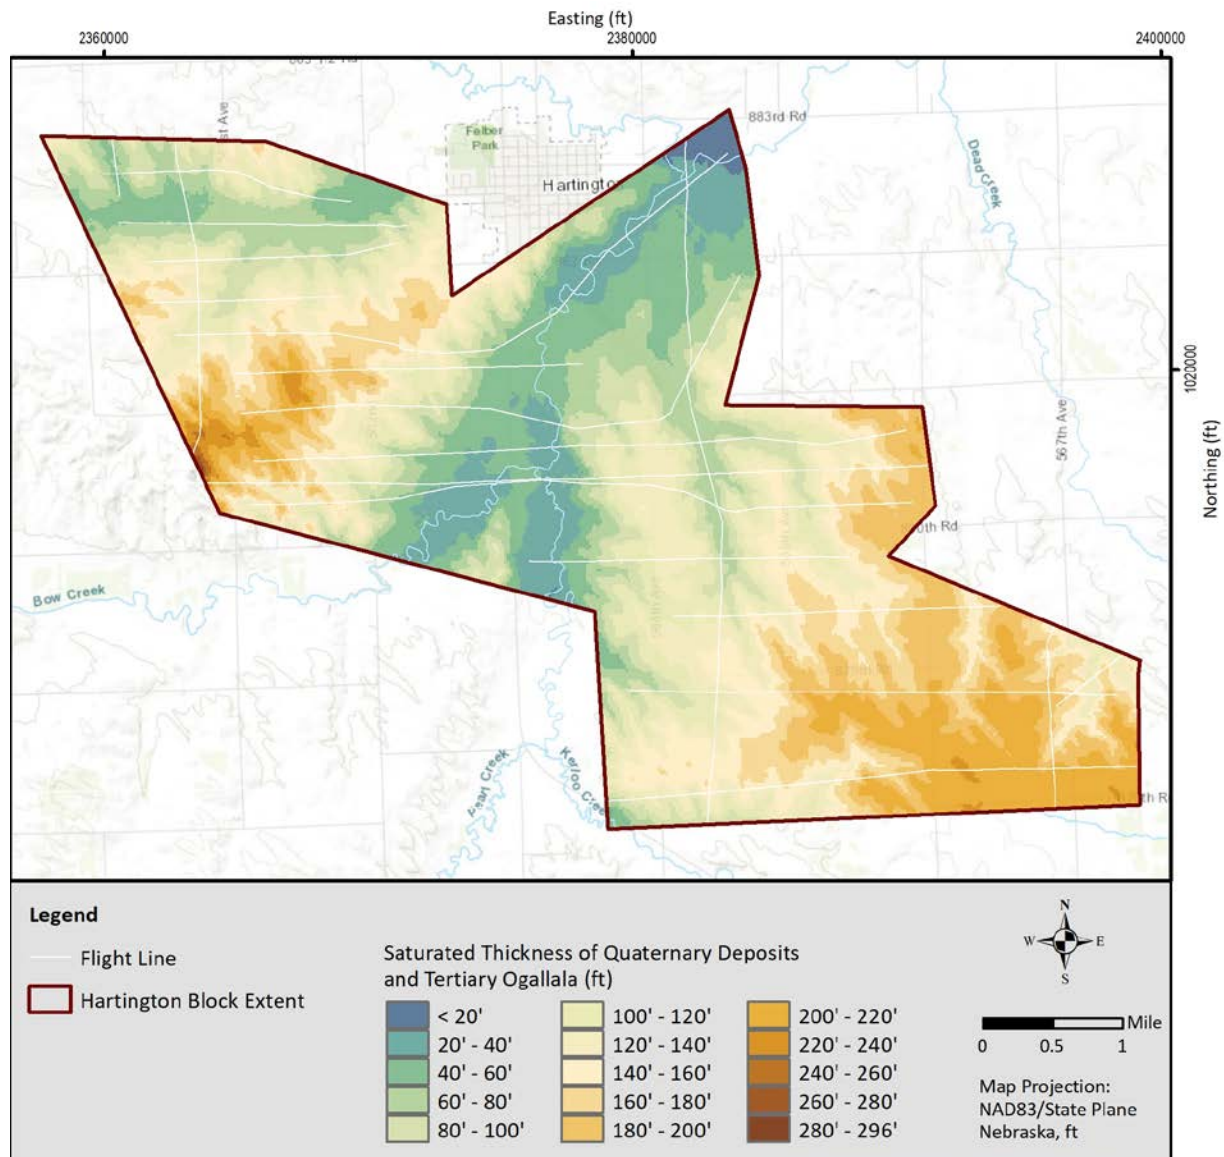 Easting (ft)
2360000
2380000
2400000
883rd Rd
Felber
Park
Hartington
Dead Creek
567th Ave
1020000
Northing (ft)
Bow Creek
Pearl Creek
Legend
Flight Line
Hartington Block Extent
Saturated Thickness of Quaternary Deposits
and Tertiary Ogallala (ft)
< 20'
20' - 40'
40' - 60'
60' - 80'
80' - 100'
100' - 120'
120' - 140'
140' - 160'
160' - 180'
180' - 200'
200' - 220'
220' - 240'
240' - 260'
260' - 280'
280' - 296'
N
W
E
S
Mile
0
0.5
1
Map Projection:
NAD83/State Plane
Nebraska, ft